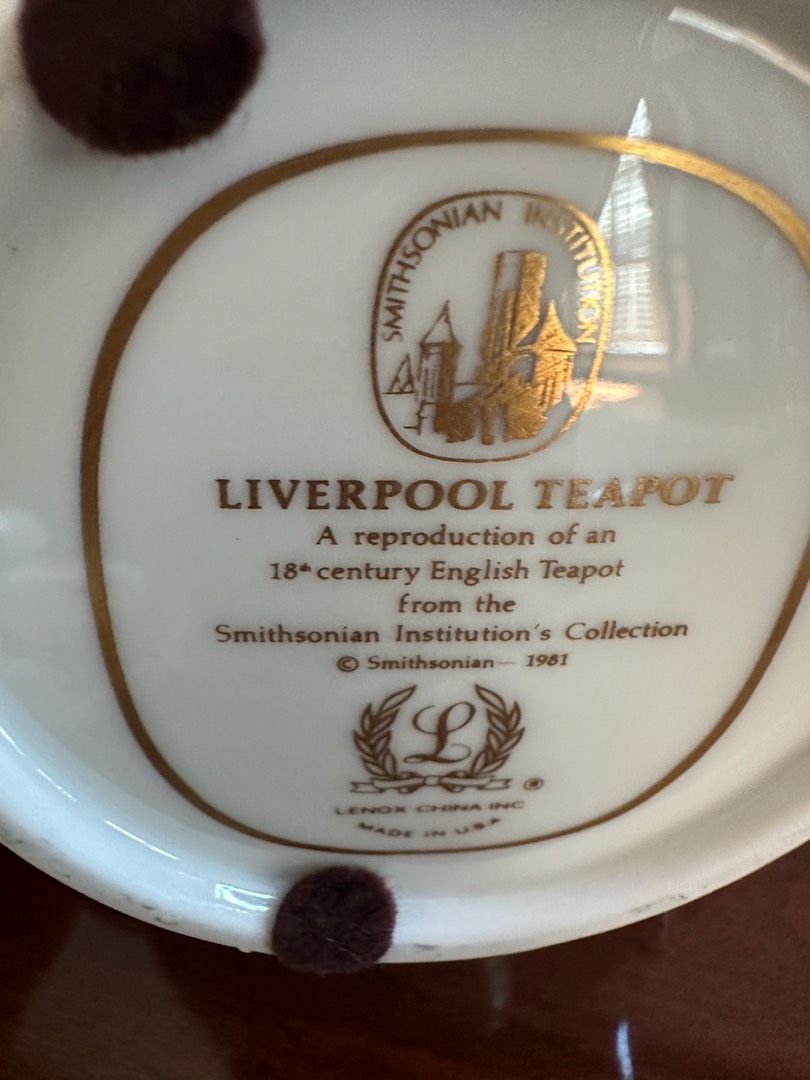 SMITHSONIAN INSTITUTION
LIVERPOOL TEAPOT
A reproduction of an
18th century English Teapot
from the
Smithsonian Institution's Collection
© Smithsonian — 1981
L
®
LENOX CHINA INC
MADE IN U.S.A